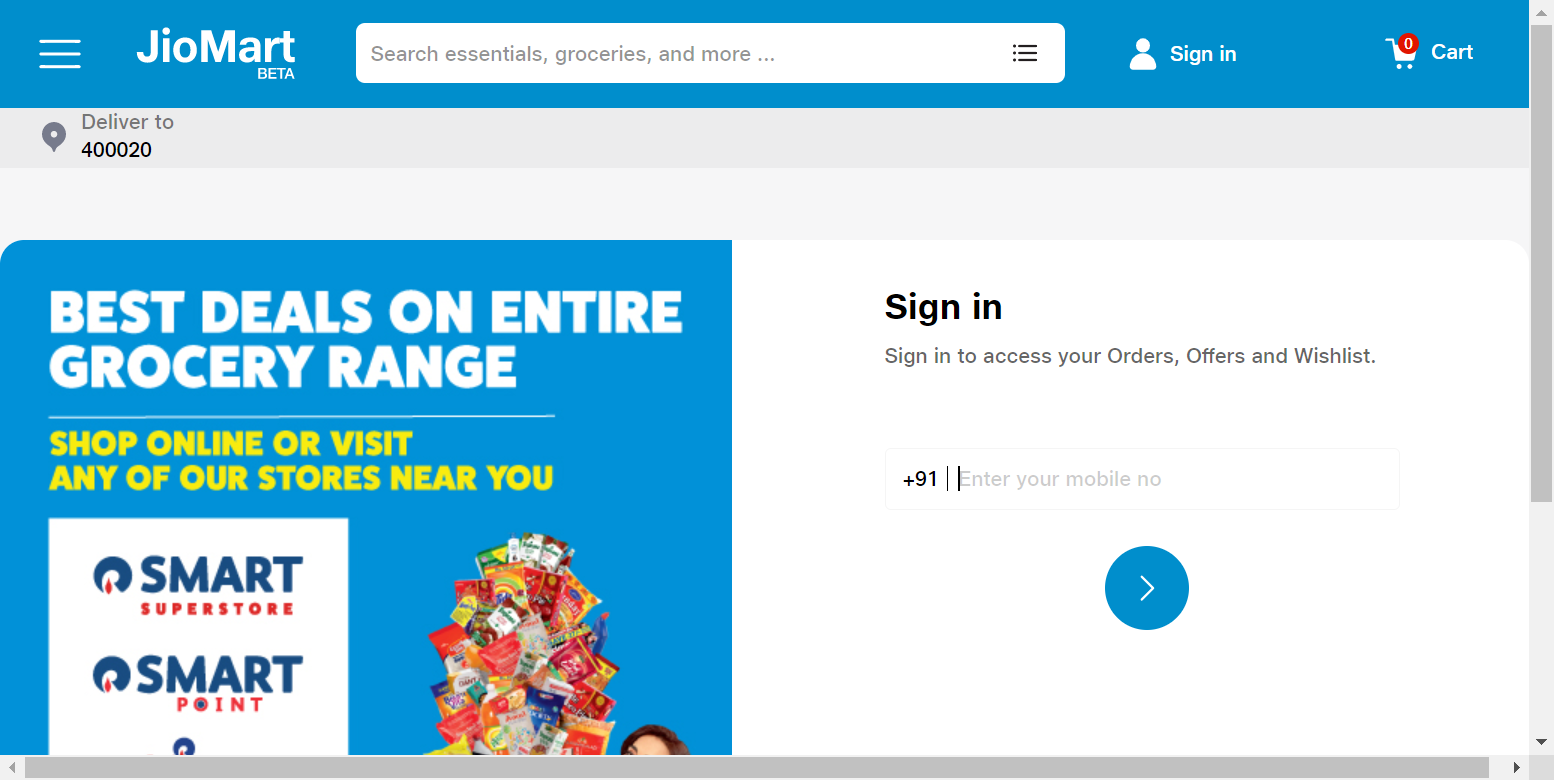 JioMart
BETA
Search essentials, groceries, and more ...
Sign in
0
Cart
Deliver to
400020
BEST DEALS ON ENTIRE
GROCERY RANGE
SHOP ONLINE OR VISIT
ANY OF OUR STORES NEAR YOU
SMART
SUPERSTORE
SMART
POINT
Sign in
Sign in to access your Orders, Offers and Wishlist.
+91
Enter your mobile no